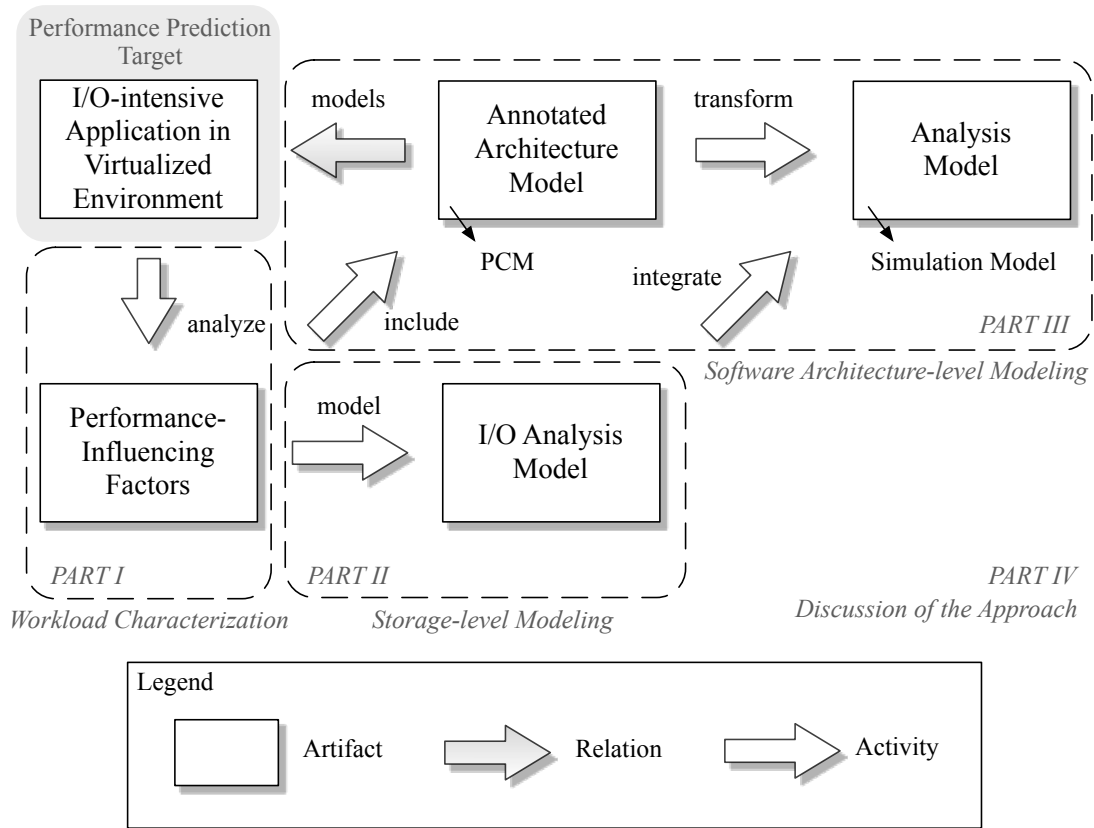 Performance Prediction
Target
I/O-intensive
Application in
Virtualized
Environment
models
Annotated
Architecture
Model
transform
Analysis
Model
PCM
Simulation Model
analyze
include
integrate
PART III
Software Architecture-level Modeling
Performance-
Influencing
Factors
model
I/O Analysis
Model
PART I
Workload Characterization
PART II
Storage-level Modeling
PART IV
Discussion of the Approach
Legend
Artifact
Relation
Activity